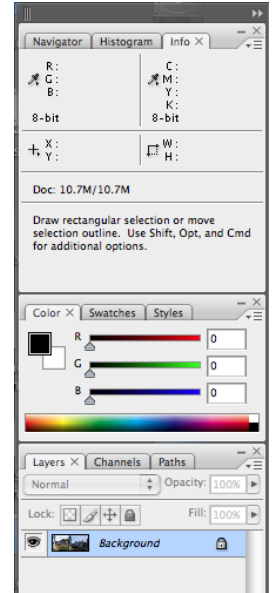 Navigator Histogram Info ×
R: C:
G: M:
B: Y:
K:
8-bit 8-bit
X: W:
Y: H:
Doc: 10.7M/10.7M
Draw rectangular selection or move
selection outline. Use Shift, Opt, and Cmd
for additional options.
Color × Swatches Styles
R 0
G 0
B 0
Layers × Channels Paths
Normal Opacity: 100%
Lock: Fill: 100%
Background